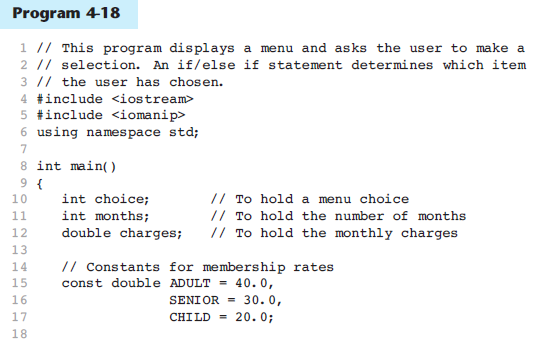 Program 4-18
1 // This program displays a menu and asks the user to make a
2 // selection. An if/else if statement determines which item
3 // the user has chosen.
4 #include <iostream>
5 #include <iomanip>
6 using namespace std;
7
8 int main()
9 {
10    int choice;        // To hold a menu choice
11    int months;        // To hold the number of months
12    double charges;    // To hold the monthly charges
13
14    // Constants for membership rates
15    const double ADULT = 40.0,
16                 SENIOR = 30.0,
17                 CHILD = 20.0;
18